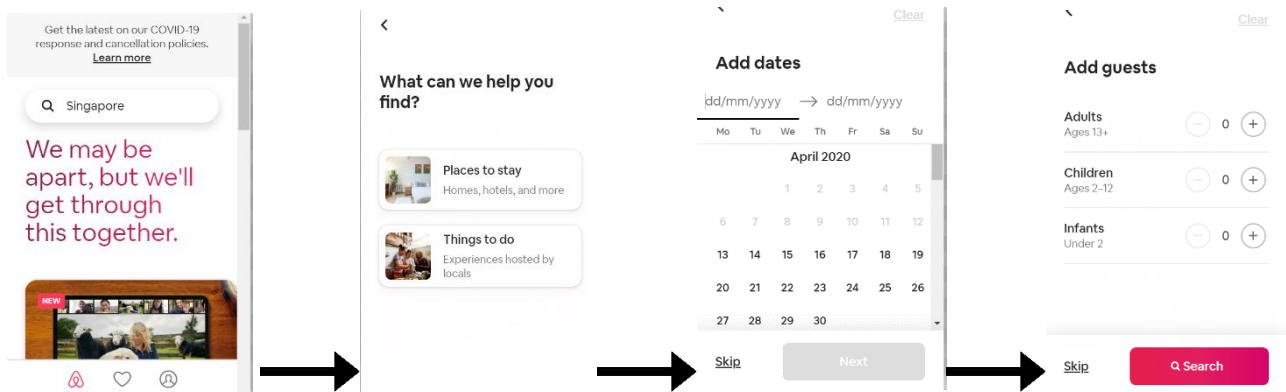 Get the latest on our COVID-19
response and cancellation policies.
Learn more
Singapore
We may be
apart, but we'll
get through
this together.
NEW
What can we help you
find?
Places to stay
Homes, hotels, and more
Things to do
Experiences hosted by
locals
Clear
Add dates
dd/mm/yyyy → dd/mm/yyyy
Mo Tu We Th Fr Sa Su
April 2020
1 2 3 4 5
6 7 8 9 10 11 12
13 14 15 16 17 18 19
20 21 22 23 24 25 26
27 28 29 30
Skip Next
Clear
Add guests
Adults
Ages 13+
0
Children
Ages 2–12
0
Infants
Under 2
0
Skip Search